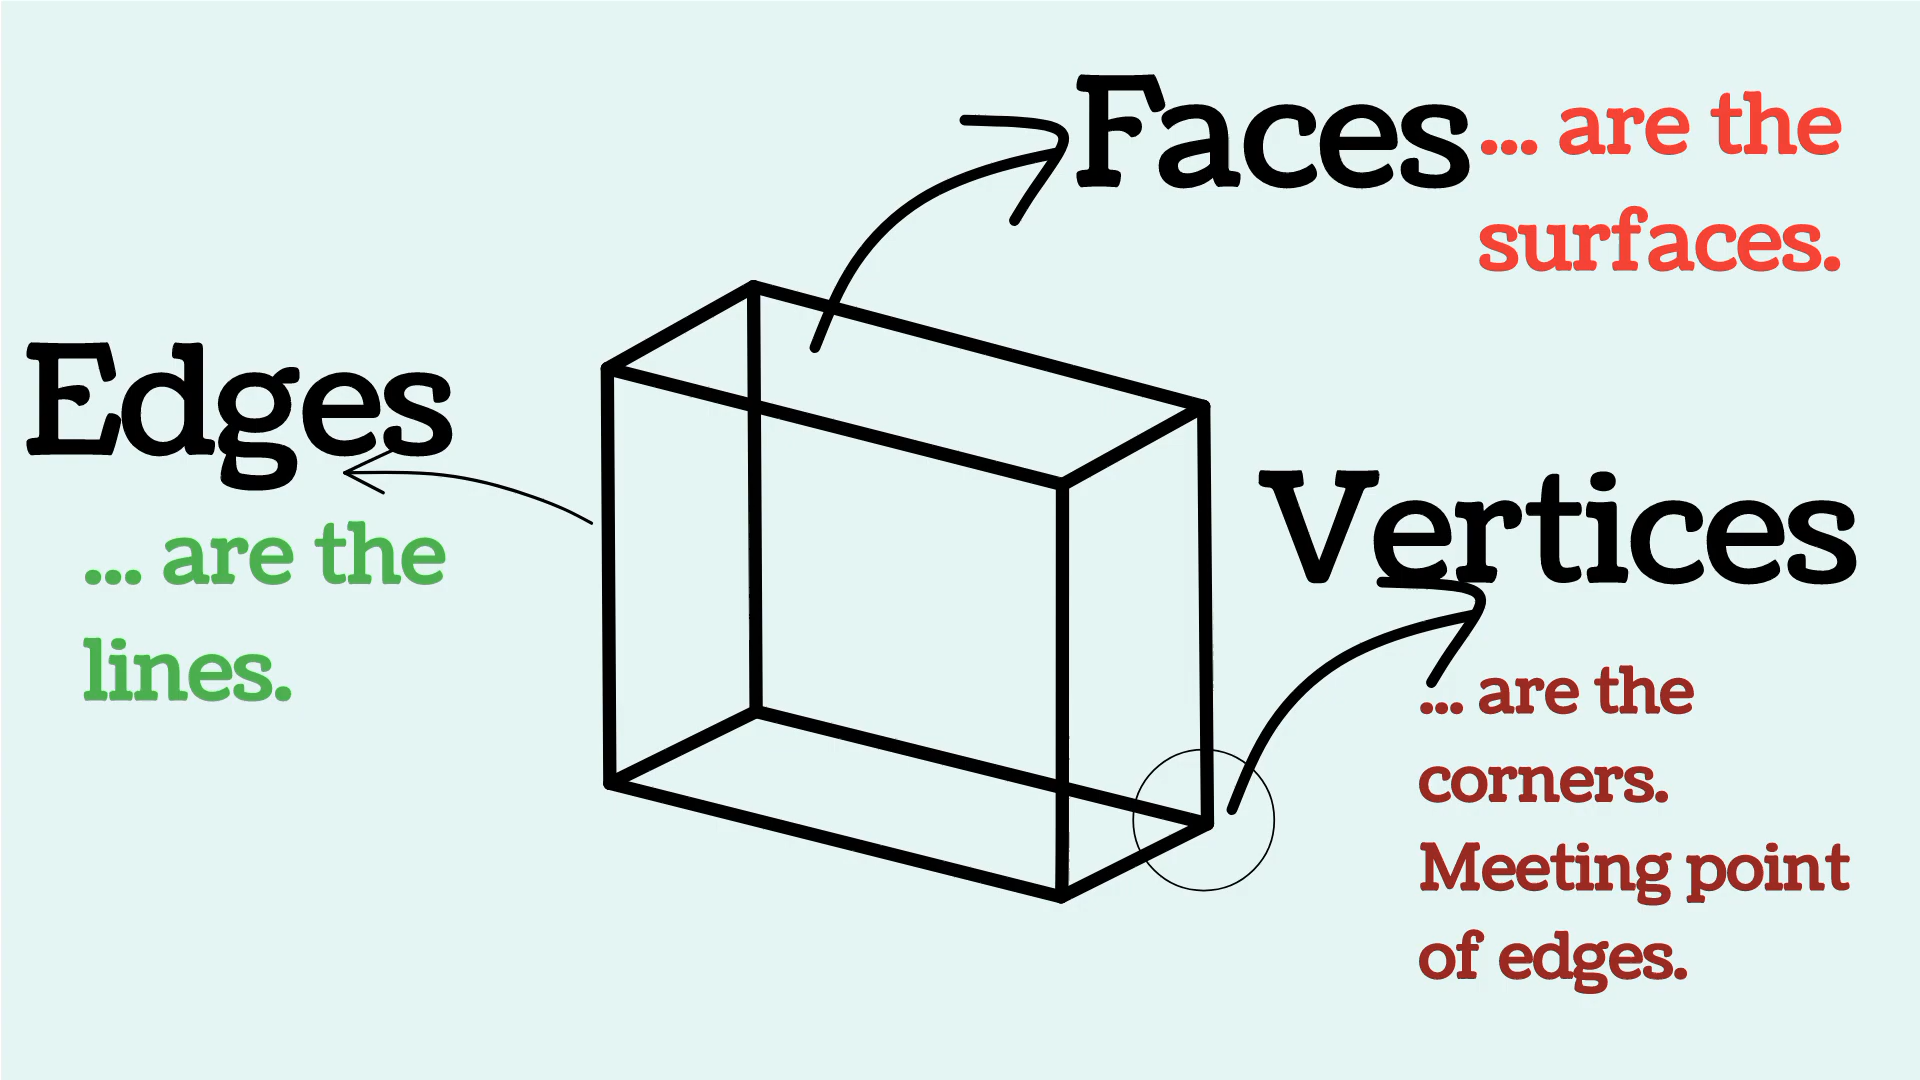 Faces
... are the
surfaces.
Edges
... are the
lines.
Vertices
... are the
corners.
Meeting point
of edges.